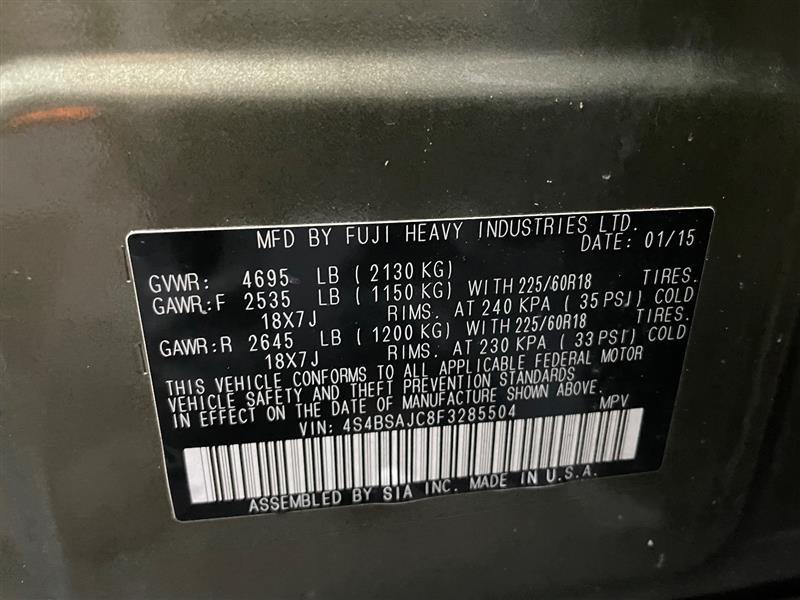 MFD BY FUJI HEAVY INDUSTRIES LTD.
DATE: 01/15
GVWR: 4695 LB ( 2130 KG)
GAWR:F 2535 LB ( 1150 KG) WITH 225/60R18 TIRES.
18X7J RIMS. AT 240 KPA ( 35 PSI) COLD
GAWR:R 2645 LB ( 1200 KG) WITH 225/60R18 TIRES.
18X7J RIMS. AT 230 KPA ( 33 PSI) COLD
THIS VEHICLE CONFORMS TO ALL APPLICABLE FEDERAL MOTOR
VEHICLE SAFETY AND THEFT PREVENTION STANDARDS
IN EFFECT ON THE DATE OF MANUFACTURE SHOWN ABOVE.
VIN: 4S4BSAJC8F3285504 MPV
ASSEMBLED BY SIA INC. MADE IN U.S.A.